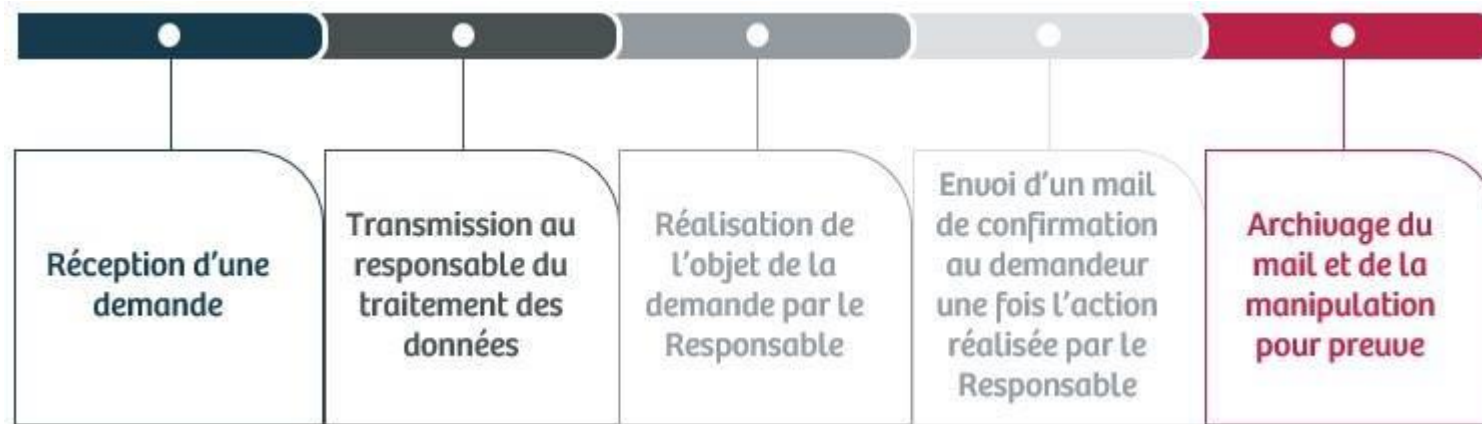 Réception d'une
demande
Transmission au
responsable du
traitement des
données
Réalisation de
l'objet de la
demande par le
Responsable
Envoi d'un mail
de confirmation
au demandeur
une fois l'action
réalisée par le
Responsable
Archivage du
mail et de la
manipulation
pour preuve